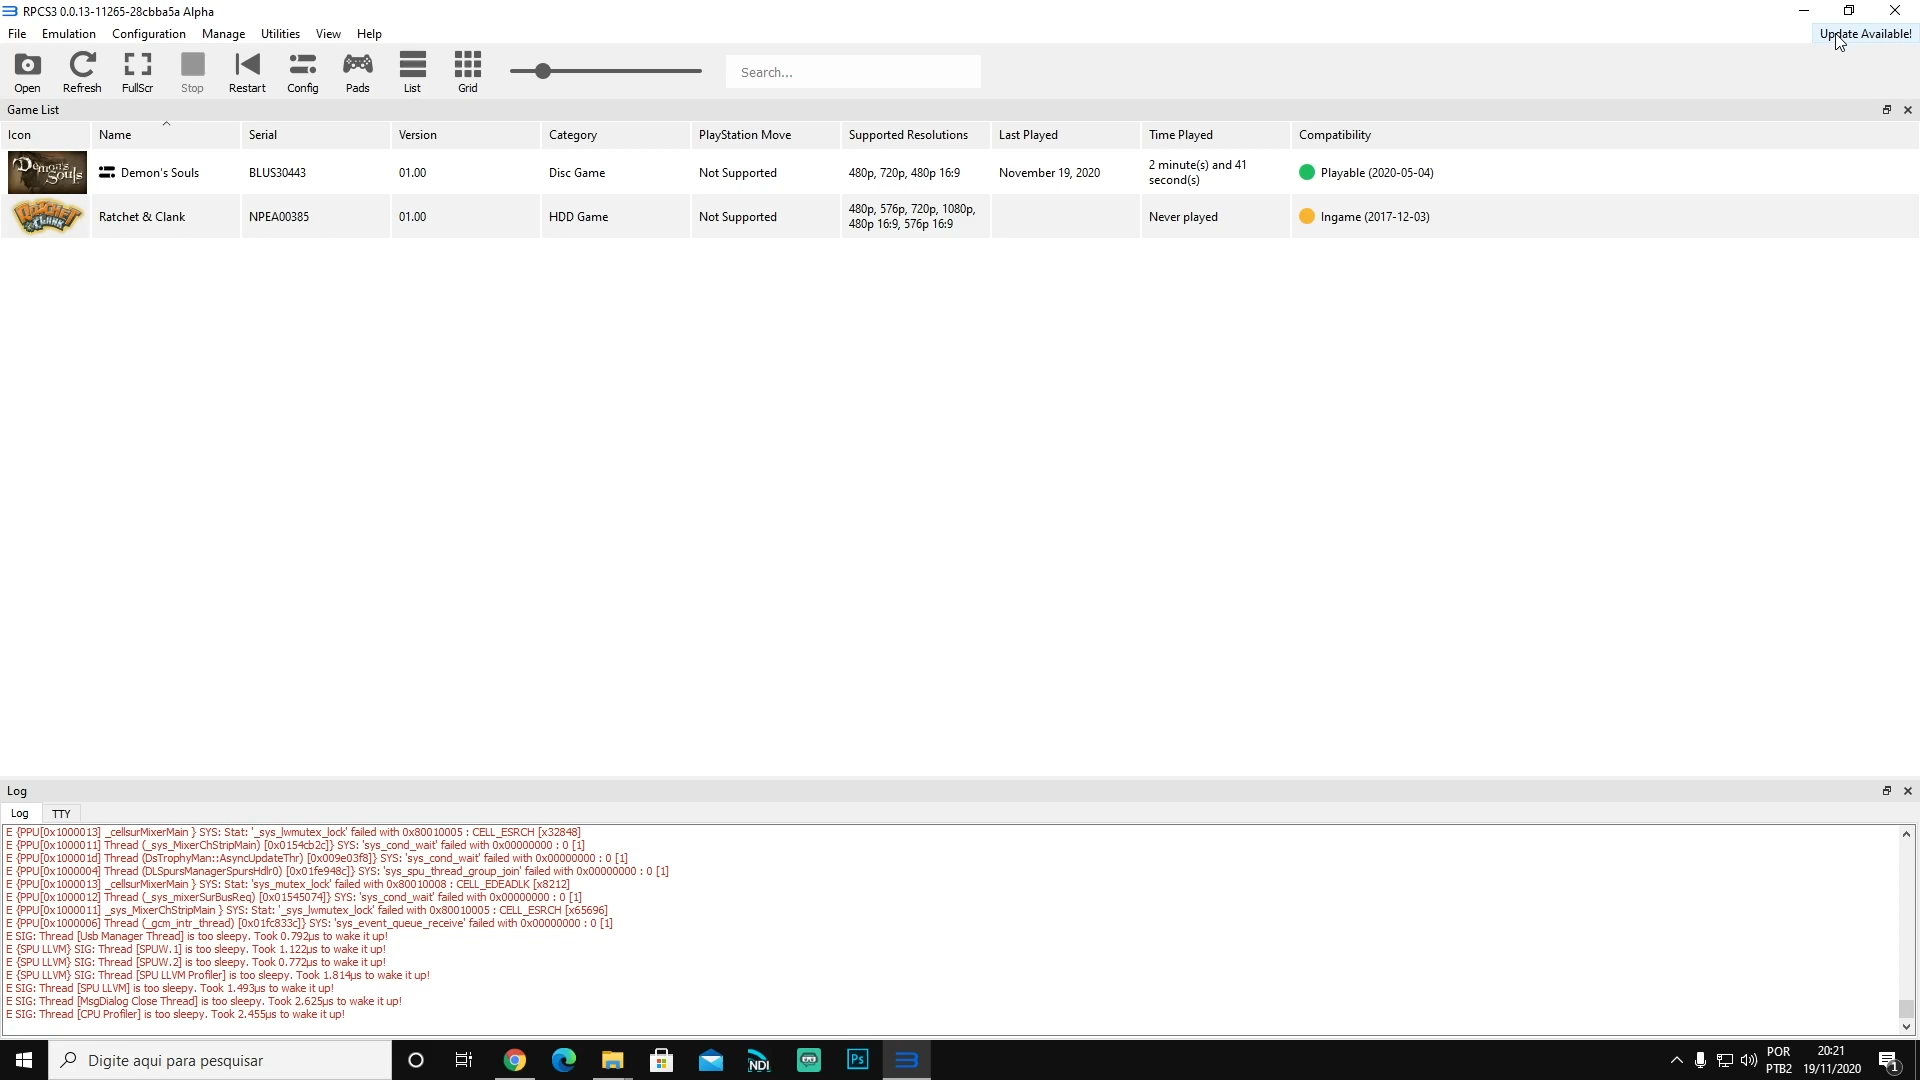 RPCS3 0.0.13-11265-28cbba5a Alpha
File Emulation Configuration Manage Utilities View Help Update Available!
Open Refresh FullScr Stop Restart Config Pads List Grid Search...
Game List
Icon Name Serial Version Category PlayStation Move Supported Resolutions Last Played Time Played Compatibility
Demon's Souls Demon's Souls BLUS30443 01.00 Disc Game Not Supported 480p, 720p, 480p 16:9 November 19, 2020 2 minute(s) and 41
second(s) Playable (2020-05-04)
Ratchet & Clank Ratchet & Clank NPEA00385 01.00 HDD Game Not Supported 480p, 576p, 720p, 1080p,
480p 16:9, 576p 16:9 Never played Ingame (2017-12-03)
Log
Log TTY
E {PPU[0x1000013] _cellsurMixerMain } SYS: Stat: '_sys_lwmutex_lock' failed with 0x80010005 : CELL_ESRCH [x32848]
E {PPU[0x1000011] Thread (_sys_MixerChStripMain) [0x0154cb2c]} SYS: 'sys_cond_wait' failed with 0x00000000 : 0 [1]
E {PPU[0x100001d] Thread (DsTrophyMan::AsyncUpdateThr) [0x009e03f8]} SYS: 'sys_cond_wait' failed with 0x00000000 : 0 [1]
E {PPU[0x1000004] Thread (DLSpursManagerSpursHdlr0) [0x01fe948c]} SYS: 'sys_spu_thread_group_join' failed with 0x00000000 : 0 [1]
E {PPU[0x1000013] _cellsurMixerMain } SYS: Stat: 'sys_mutex_lock' failed with 0x80010008 : CELL_EDEADLK [x8212]
E {PPU[0x1000012] Thread (_sys_mixerSurBusReq) [0x01545074]} SYS: 'sys_cond_wait' failed with 0x00000000 : 0 [1]
E {PPU[0x1000011] _sys_MixerChStripMain } SYS: Stat: '_sys_lwmutex_lock' failed with 0x80010005 : CELL_ESRCH [x65696]
E {PPU[0x1000006] Thread (_gcm_intr_thread) [0x01fc833c]} SYS: 'sys_event_queue_receive' failed with 0x00000000 : 0 [1]
E SIG: Thread [Usb Manager Thread] is too sleepy. Took 0.792µs to wake it up!
E {SPU LLVM} SIG: Thread [SPUW.1] is too sleepy. Took 1.122µs to wake it up!
E {SPU LLVM} SIG: Thread [SPUW.2] is too sleepy. Took 0.772µs to wake it up!
E {SPU LLVM} SIG: Thread [SPU LLVM Profiler] is too sleepy. Took 1.814µs to wake it up!
E SIG: Thread [SPU LLVM] is too sleepy. Took 1.493µs to wake it up!
E SIG: Thread [MsgDialog Close Thread] is too sleepy. Took 2.625µs to wake it up!
E SIG: Thread [CPU Profiler] is too sleepy. Took 2.455µs to wake it up!
Digite aqui para pesquisar NDI Ps POR 20:21
PTB2 19/11/2020 1